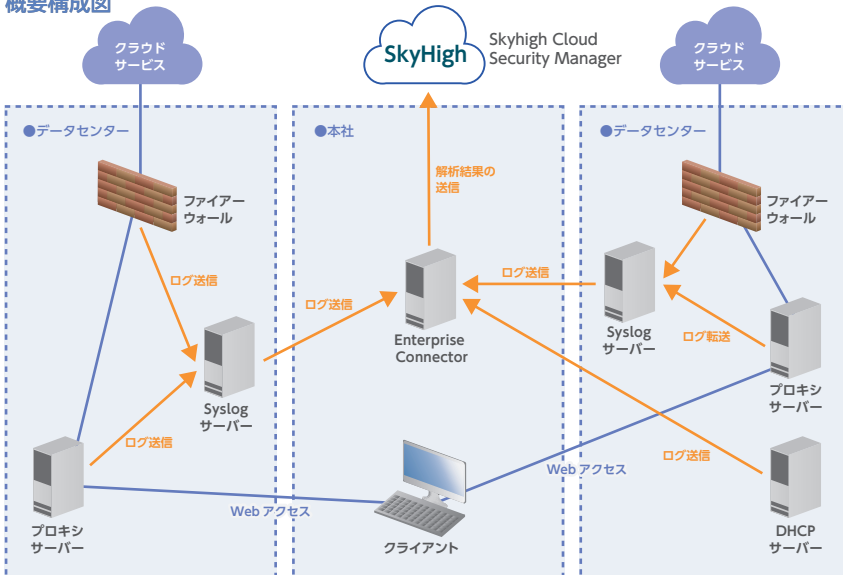 概要構成図
クラウド
サービス
SkyHigh
Skyhigh Cloud
Security Manager
クラウド
サービス
●データセンター
●本社
●データセンター
ファイアー
ウォール
解析結果の
送信
ファイアー
ウォール
ログ送信
ログ送信
ログ送信
Enterprise
Connector
Syslog
サーバー
ログ転送
プロキシ
サーバー
Syslog
サーバー
ログ送信
ログ送信
Web アクセス
Web アクセス
プロキシ
サーバー
クライアント
DHCP
サーバー